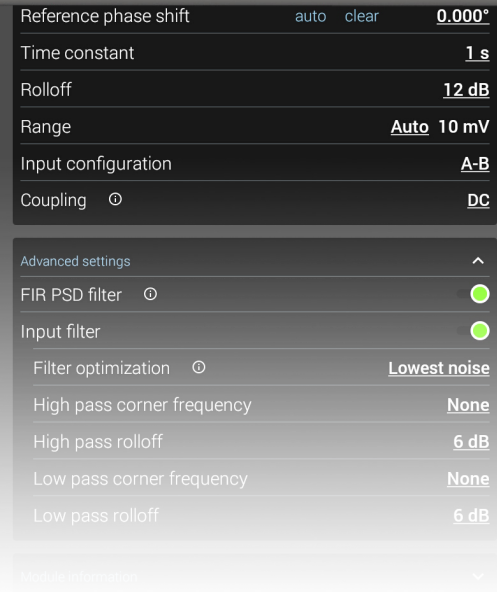 Reference phase shift auto clear 0.000°
Time constant 1 s
Rolloff 12 dB
Range Auto 10 mV
Input configuration A-B
Coupling DC
Advanced settings
FIR PSD filter
Input filter
Filter optimization Lowest noise
High pass corner frequency None
High pass rolloff 6 dB
Low pass corner frequency None
Low pass rolloff 6 dB
Module information